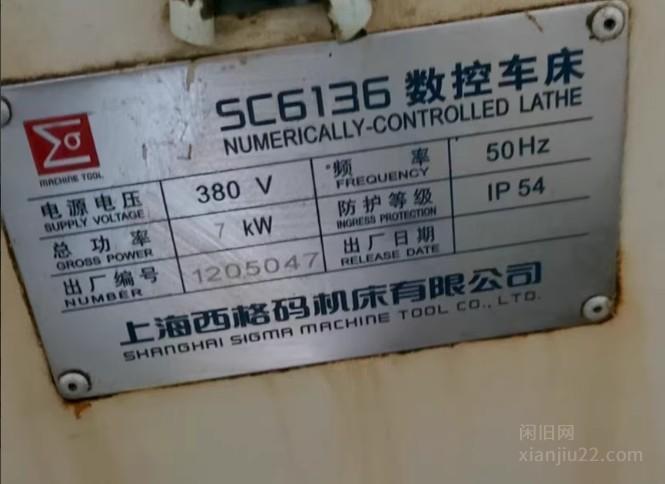 SC6136 数控车床
NUMERICALLY-CONTROLLED LATHE
Σσ
MACHINE TOOL
电源电压 380 V 频率 50Hz
SUPPLY VOLTAGE FREQUENCY
总功率 7 kW 防护等级 IP 54
GROSS POWER INGRESS PROTECTION
出厂编号 1205047 出厂日期
NUMBER RELEASE DATE
上海西格码机床有限公司
SHANGHAI SIGMA MACHINE TOOL CO., LTD.
闲旧网
xianjiu22.com